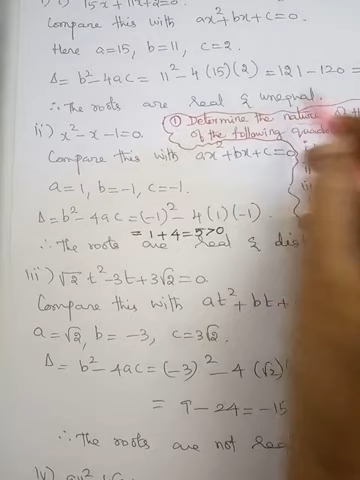 i) 15x²+11x+2=0.
Compare this with ax²+bx+c=0.
Here a=15, b=11, c=2.
Δ= b²-4ac = 11²-4(15)(2) = 121-120 =
∴ The roots are real & unequal.
① Determine the nature of the
of the following quad
ii) x²-x-1=0.
Compare this with ax²+bx+c=0
a=1, b=-1, c=-1.
Δ=b²-4ac=(-1)²-4(1)(-1).
= 1+4=5>0
∴ The roots are real & dis
iii) √2 t²-3t+3√2=0
Compare this with at²+bt+
a=√2, b=-3, c=3√2.
Δ= b²-4ac=(-3)²-4(√2)
= 9-24=-15
∴ The roots are not rea
iv)